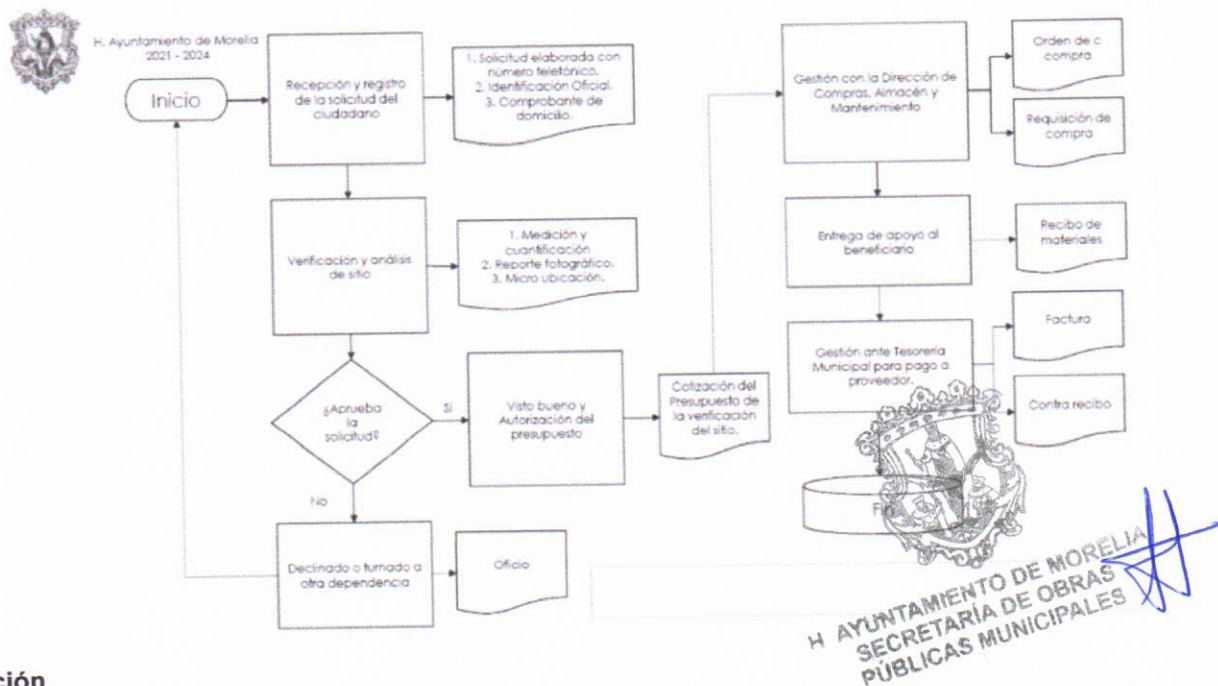 H. Ayuntamiento de Morelia
2021 - 2024
Inicio
Recepción y registro
de la solicitud del
ciudadano
1. Solicitud elaborada con
número telefónico.
2. Identificación Oficial.
3. Comprobante de
domicilio.
Verificación y análisis
de sitio
1. Medición y
cuantificación
2. Reporte fotográfico.
3. Micro ubicación.
¿Aprueba
la
solicitud?
Sí
No
Visto bueno y
Autorización del
presupuesto
Cotización del
Presupuesto de
la verificación
del sitio.
Declinado o turnado a
otra dependencia
Oficio
Gestión con la Dirección de
Compras, Almacén y
Mantenimiento
Orden de c
compra
Requisición de
compra
Entrega de apoyo al
beneficiario
Recibo de
materiales
Gestión ante Tesorería
Municipal para pago a
proveedor.
Factura
Contra recibo
Fin
H AYUNTAMIENTO DE MORELIA
SECRETARÍA DE OBRAS
PÚBLICAS MUNICIPALES
ción